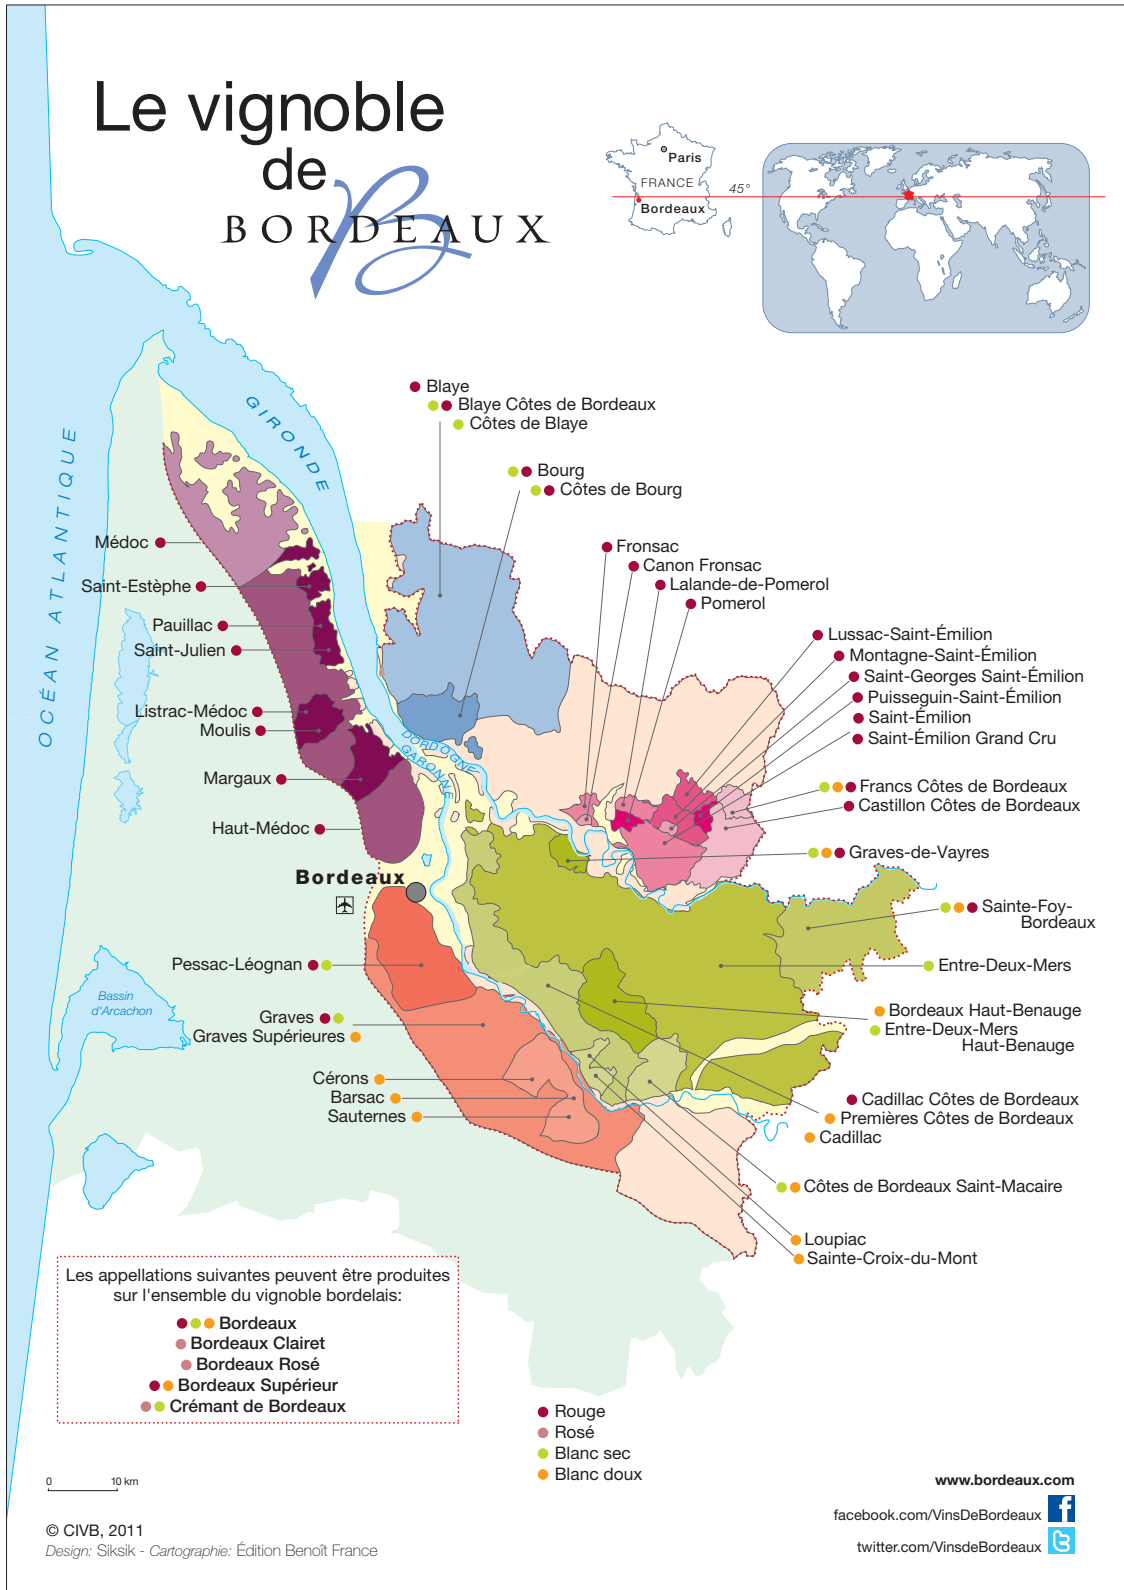 Le vignoble
de
BORDEAUX
B
Paris
FRANCE
45°
Bordeaux
OCÉAN ATLANTIQUE
GIRONDE
Blaye
Blaye Côtes de Bordeaux
Côtes de Blaye
Bourg
Côtes de Bourg
Médoc
Saint-Estèphe
Pauillac
Saint-Julien
Listrac-Médoc
Moulis
Margaux
Haut-Médoc
DORDOGNE
GARONNE
Fronsac
Canon Fronsac
Lalande-de-Pomerol
Pomerol
Lussac-Saint-Émilion
Montagne-Saint-Émilion
Saint-Georges Saint-Émilion
Puisseguin-Saint-Émilion
Saint-Émilion
Saint-Émilion Grand Cru
Francs Côtes de Bordeaux
Castillon Côtes de Bordeaux
Graves-de-Vayres
Bordeaux
Sainte-Foy-
Bordeaux
Pessac-Léognan
Entre-Deux-Mers
Bassin
d'Arcachon
Graves
Graves Supérieures
Bordeaux Haut-Benauge
Entre-Deux-Mers
Haut-Benauge
Cérons
Barsac
Sauternes
Cadillac Côtes de Bordeaux
Premières Côtes de Bordeaux
Cadillac
Côtes de Bordeaux Saint-Macaire
Loupiac
Sainte-Croix-du-Mont
Les appellations suivantes peuvent être produites
sur l'ensemble du vignoble bordelais:
Bordeaux
Bordeaux Clairet
Bordeaux Rosé
Bordeaux Supérieur
Crémant de Bordeaux
Rouge
Rosé
Blanc sec
Blanc doux
0 10 km
© CIVB, 2011
Design: Siksik - Cartographie: Édition Benoît France
www.bordeaux.com
facebook.com/VinsDeBordeaux
twitter.com/VinsdeBordeaux